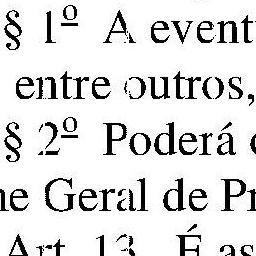 § 1º A event
entre outros,
§ 2º Poderá
ne Geral de Pr
Art. 13. É as